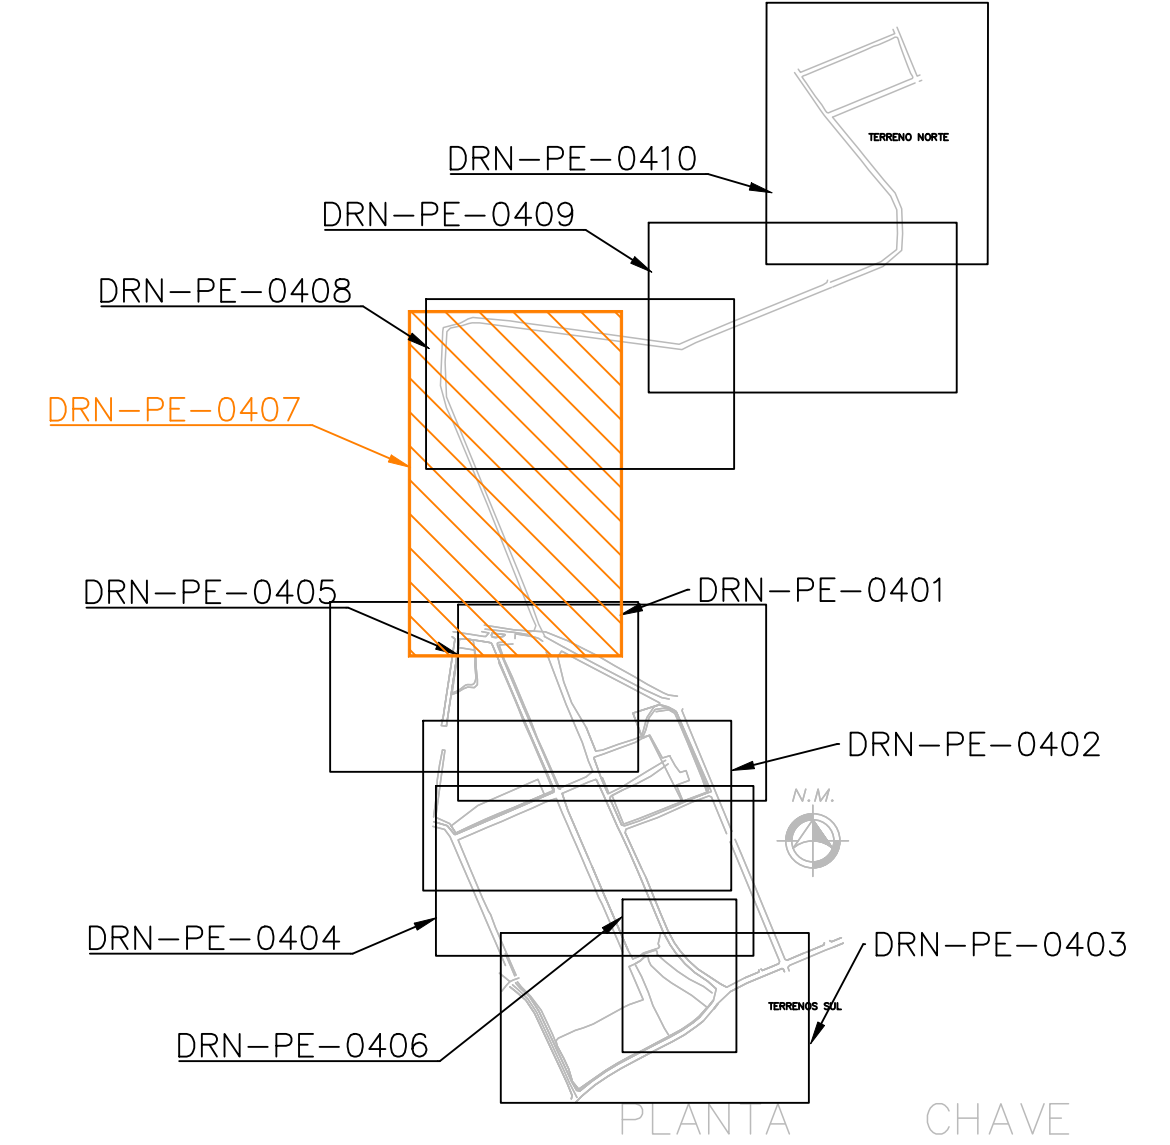 TERRENO NORTE
DRN-PE-0410
DRN-PE-0409
DRN-PE-0408
DRN-PE-0407
DRN-PE-0401
DRN-PE-0405
DRN-PE-0402
N.M.
DRN-PE-0404
DRN-PE-0403
TERRENOS SUL
DRN-PE-0406
PLANTA CHAVE